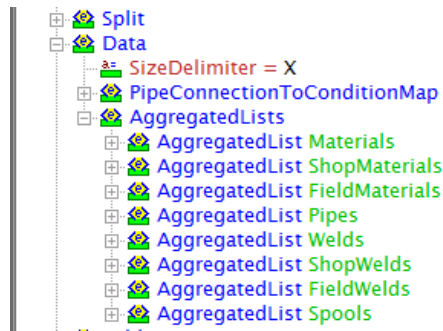 Split
Data
SizeDelimiter = X
PipeConnectionToConditionMap
AggregatedLists
AggregatedList Materials
AggregatedList ShopMaterials
AggregatedList FieldMaterials
AggregatedList Pipes
AggregatedList Welds
AggregatedList ShopWelds
AggregatedList FieldWelds
AggregatedList Spools